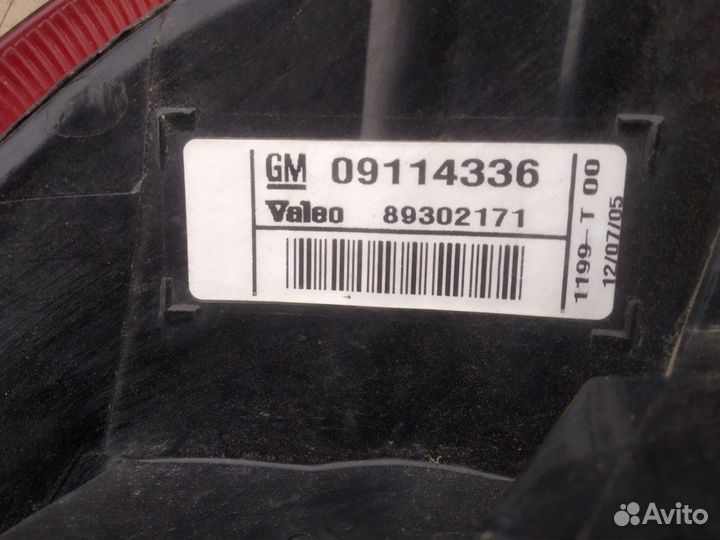 GM 09114336
Valeo 89302171
1199-T 00
12/07/05
Avito